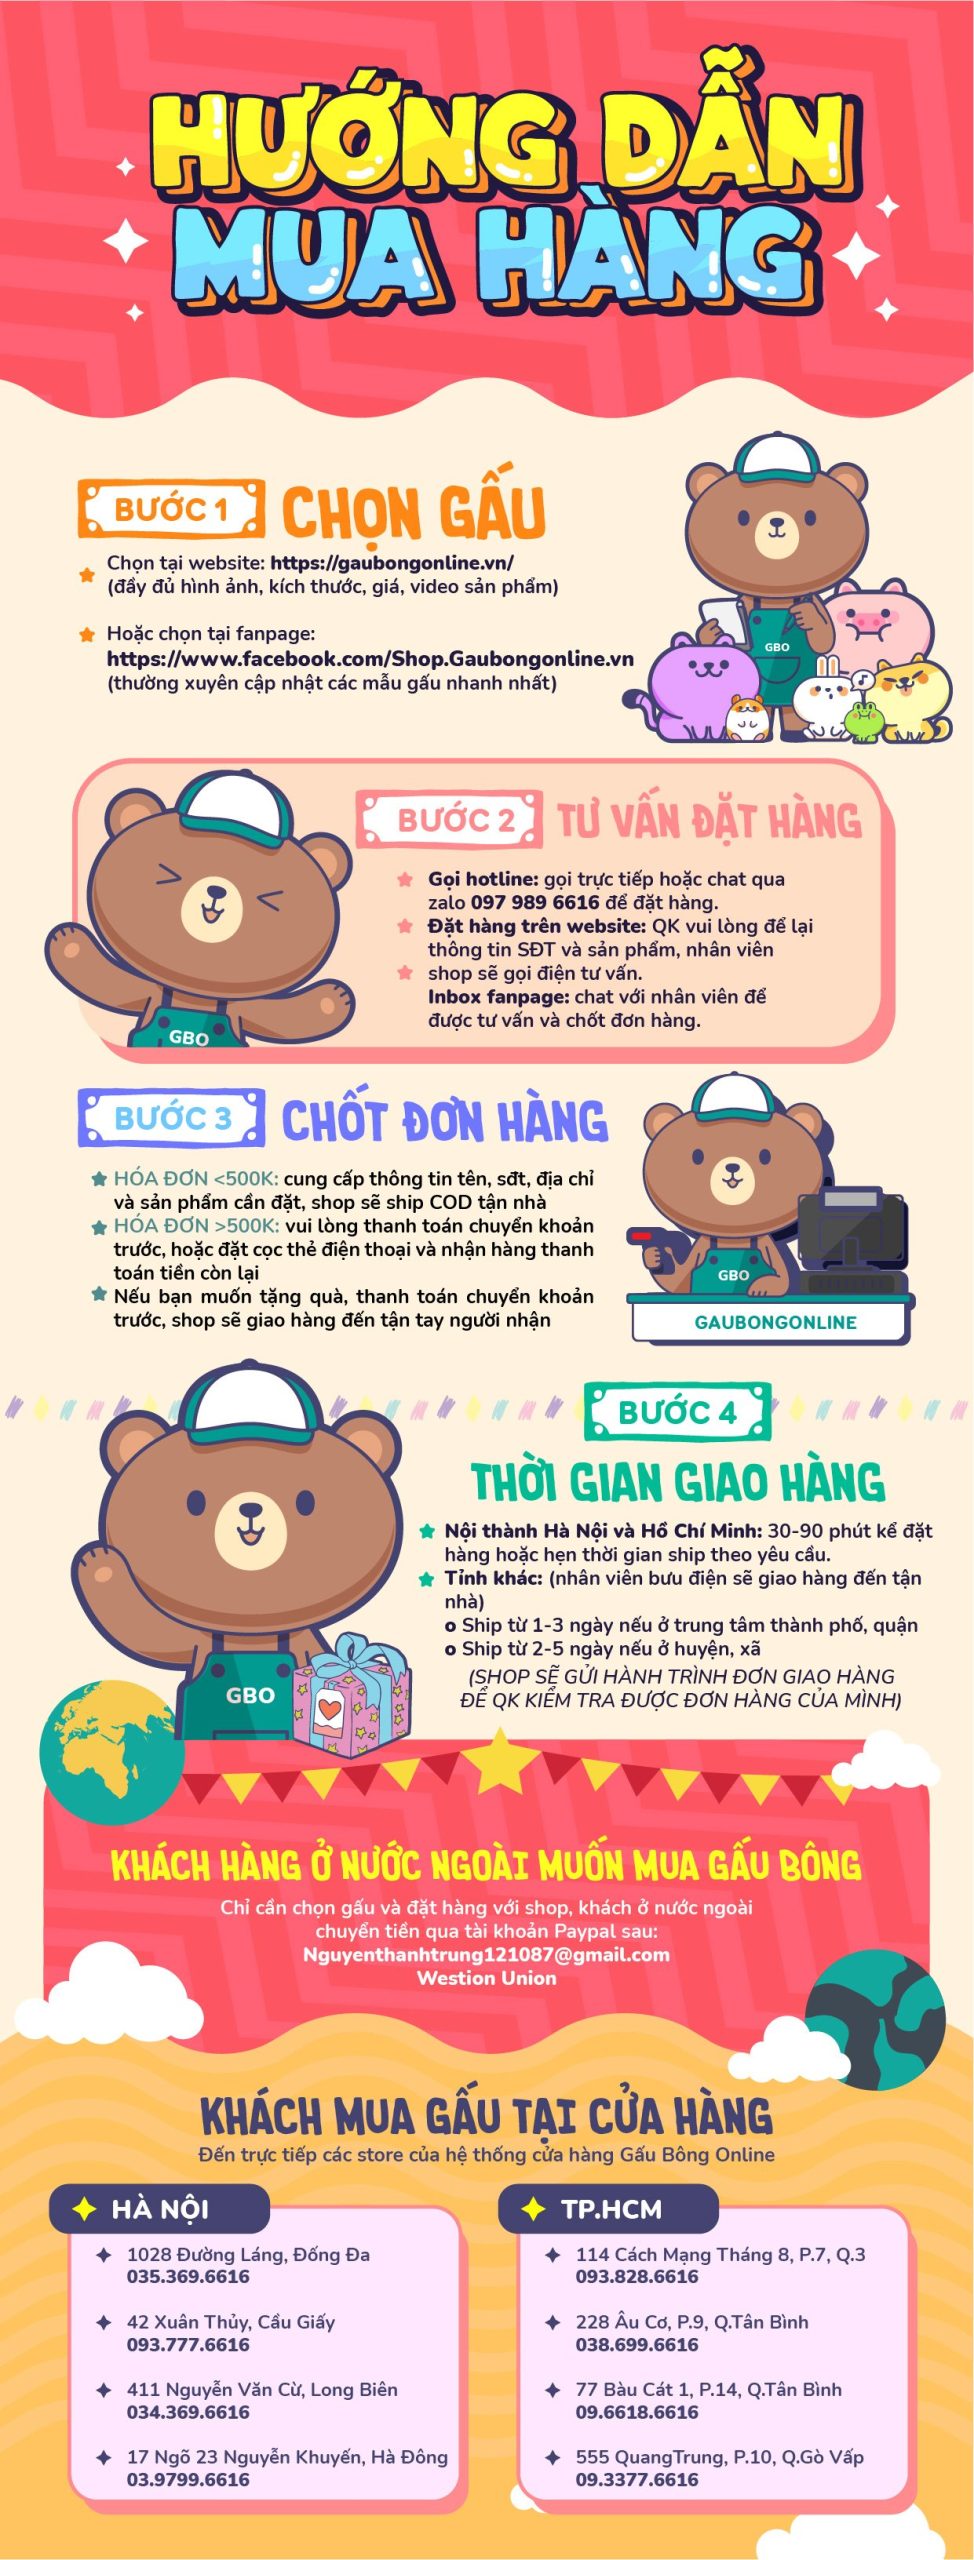 HƯỚNG DẪN
MUA HÀNG
BƯỚC 1
CHỌN GẤU
Chọn tại website: https://gaubongonline.vn/
(đầy đủ hình ảnh, kích thước, giá, video sản phẩm)
Hoặc chọn tại fanpage:
https://www.facebook.com/Shop.Gaubongonline.vn
(thường xuyên cập nhật các mẫu gấu nhanh nhất)
GBO
BƯỚC 2
TƯ VẤN ĐẶT HÀNG
Gọi hotline: gọi trực tiếp hoặc chat qua
zalo 097 989 6616 để đặt hàng.
Đặt hàng trên website: QK vui lòng để lại
thông tin SĐT và sản phẩm, nhân viên
shop sẽ gọi điện tư vấn.
Inbox fanpage: chat với nhân viên để
được tư vấn và chốt đơn hàng.
GBO
BƯỚC 3
CHỐT ĐƠN HÀNG
HÓA ĐƠN <500K: cung cấp thông tin tên, sđt, địa chỉ
và sản phẩm cần đặt, shop sẽ ship COD tận nhà
HÓA ĐƠN >500K: vui lòng thanh toán chuyển khoản
trước, hoặc đặt cọc thẻ điện thoại và nhận hàng thanh
toán tiền còn lại
Nếu bạn muốn tặng quà, thanh toán chuyển khoản
trước, shop sẽ giao hàng đến tận tay người nhận
GBO
GAUBONGONLINE
BƯỚC 4
THỜI GIAN GIAO HÀNG
Nội thành Hà Nội và Hồ Chí Minh: 30-90 phút kể đặt
hàng hoặc hẹn thời gian ship theo yêu cầu.
Tỉnh khác: (nhân viên bưu điện sẽ giao hàng đến tận
nhà)
o Ship từ 1-3 ngày nếu ở trung tâm thành phố, quận
o Ship từ 2-5 ngày nếu ở huyện, xã
(SHOP SẼ GỬI HÀNH TRÌNH ĐƠN GIAO HÀNG
ĐỂ QK KIỂM TRA ĐƯỢC ĐƠN HÀNG CỦA MÌNH)
GBO
KHÁCH HÀNG Ở NƯỚC NGOÀI MUỐN MUA GẤU BÔNG
Chỉ cần chọn gấu và đặt hàng với shop, khách ở nước ngoài
chuyển tiền qua tài khoản Paypal sau:
Nguyenthanhtrung121087@gmail.com
Westion Union
KHÁCH MUA GẤU TẠI CỬA HÀNG
Đến trực tiếp các store của hệ thống cửa hàng Gấu Bông Online
HÀ NỘI
1028 Đường Láng, Đống Đa
035.369.6616
42 Xuân Thủy, Cầu Giấy
093.777.6616
411 Nguyễn Văn Cừ, Long Biên
034.369.6616
17 Ngõ 23 Nguyễn Khuyến, Hà Đông
03.9799.6616
TP.HCM
114 Cách Mạng Tháng 8, P.7, Q.3
093.828.6616
228 Âu Cơ, P.9, Q.Tân Bình
038.699.6616
77 Bàu Cát 1, P.14, Q.Tân Bình
09.6618.6616
555 QuangTrung, P.10, Q.Gò Vấp
09.3377.6616